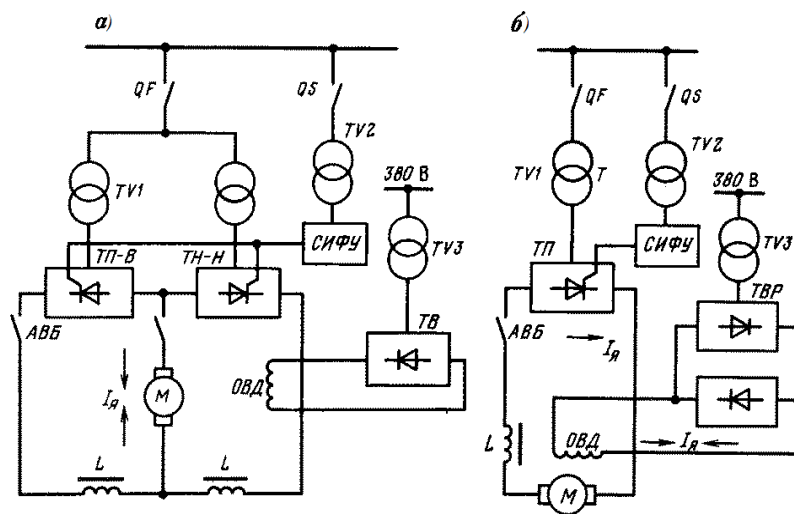 а)
QF
QS
TV2
TV1
380 В
СИФУ
TV3
ТП-В
ТН-Н
АВБ
ТВ
Iя
М
ОВД
L
L
б)
QF
QS
TV2
TV1
Т
380 В
СИФУ
TV3
ТП
ТВР
АВБ
Iя
L
ОВД
Iя
М